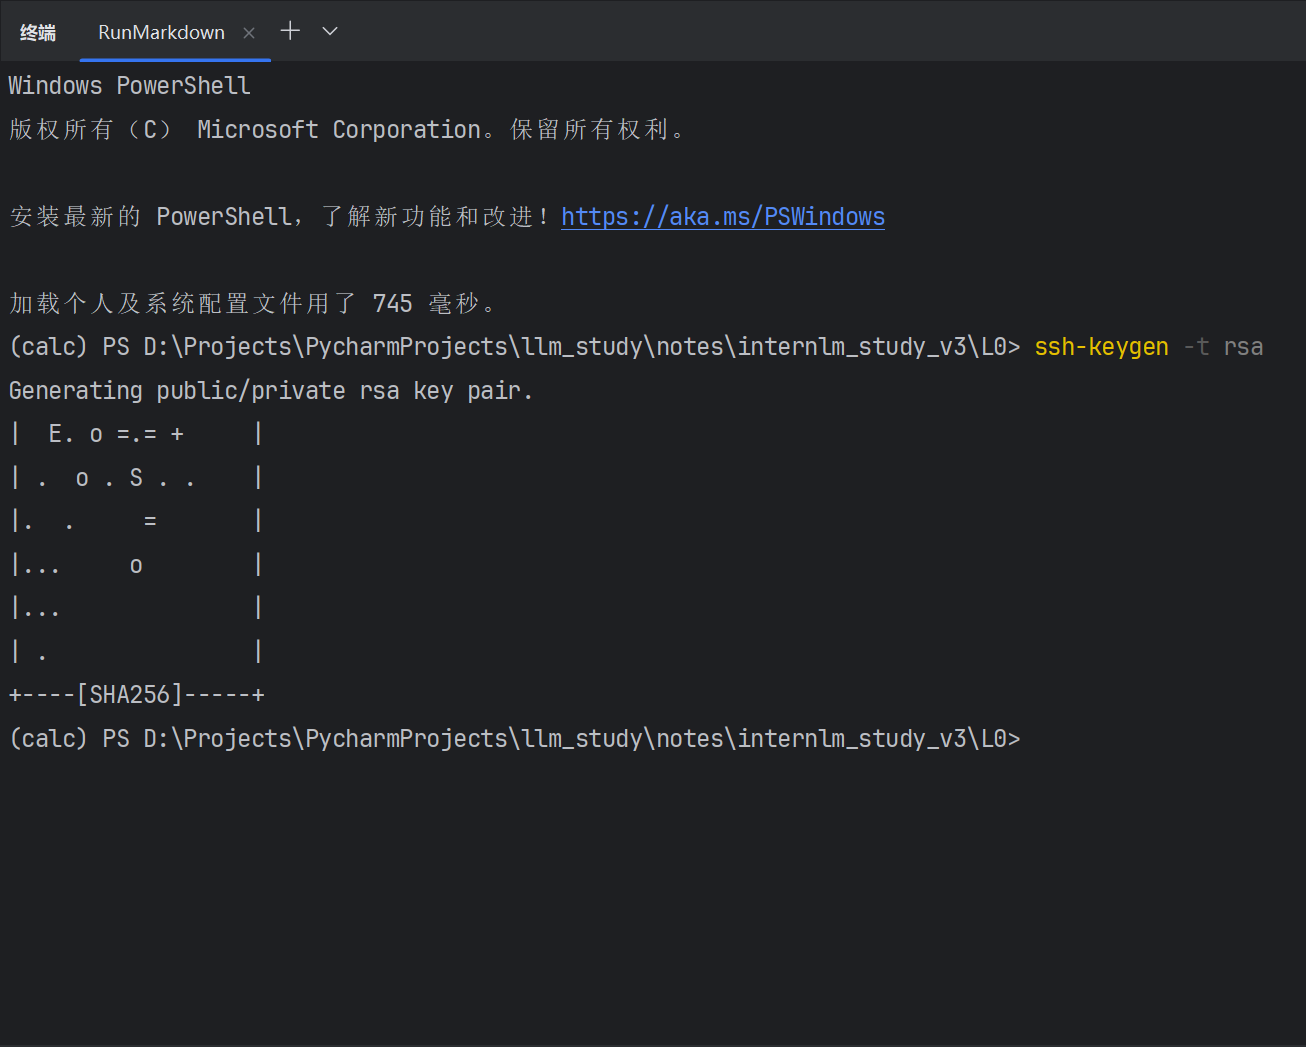 终端 RunMarkdown
Windows PowerShell
版权所有（C） Microsoft Corporation。保留所有权利。
安装最新的 PowerShell，了解新功能和改进！https://aka.ms/PSWindows
加载个人及系统配置文件用了 745 毫秒。
(calc) PS D:\Projects\PycharmProjects\llm_study\notes\internlm_study_v3\L0> ssh-keygen -t rsa
Generating public/private rsa key pair.
|  E. o =.= +     |
| .  o . S . .    |
|.  .     =       |
|...     o        |
|...              |
| .               |
+----[SHA256]-----+
(calc) PS D:\Projects\PycharmProjects\llm_study\notes\internlm_study_v3\L0>